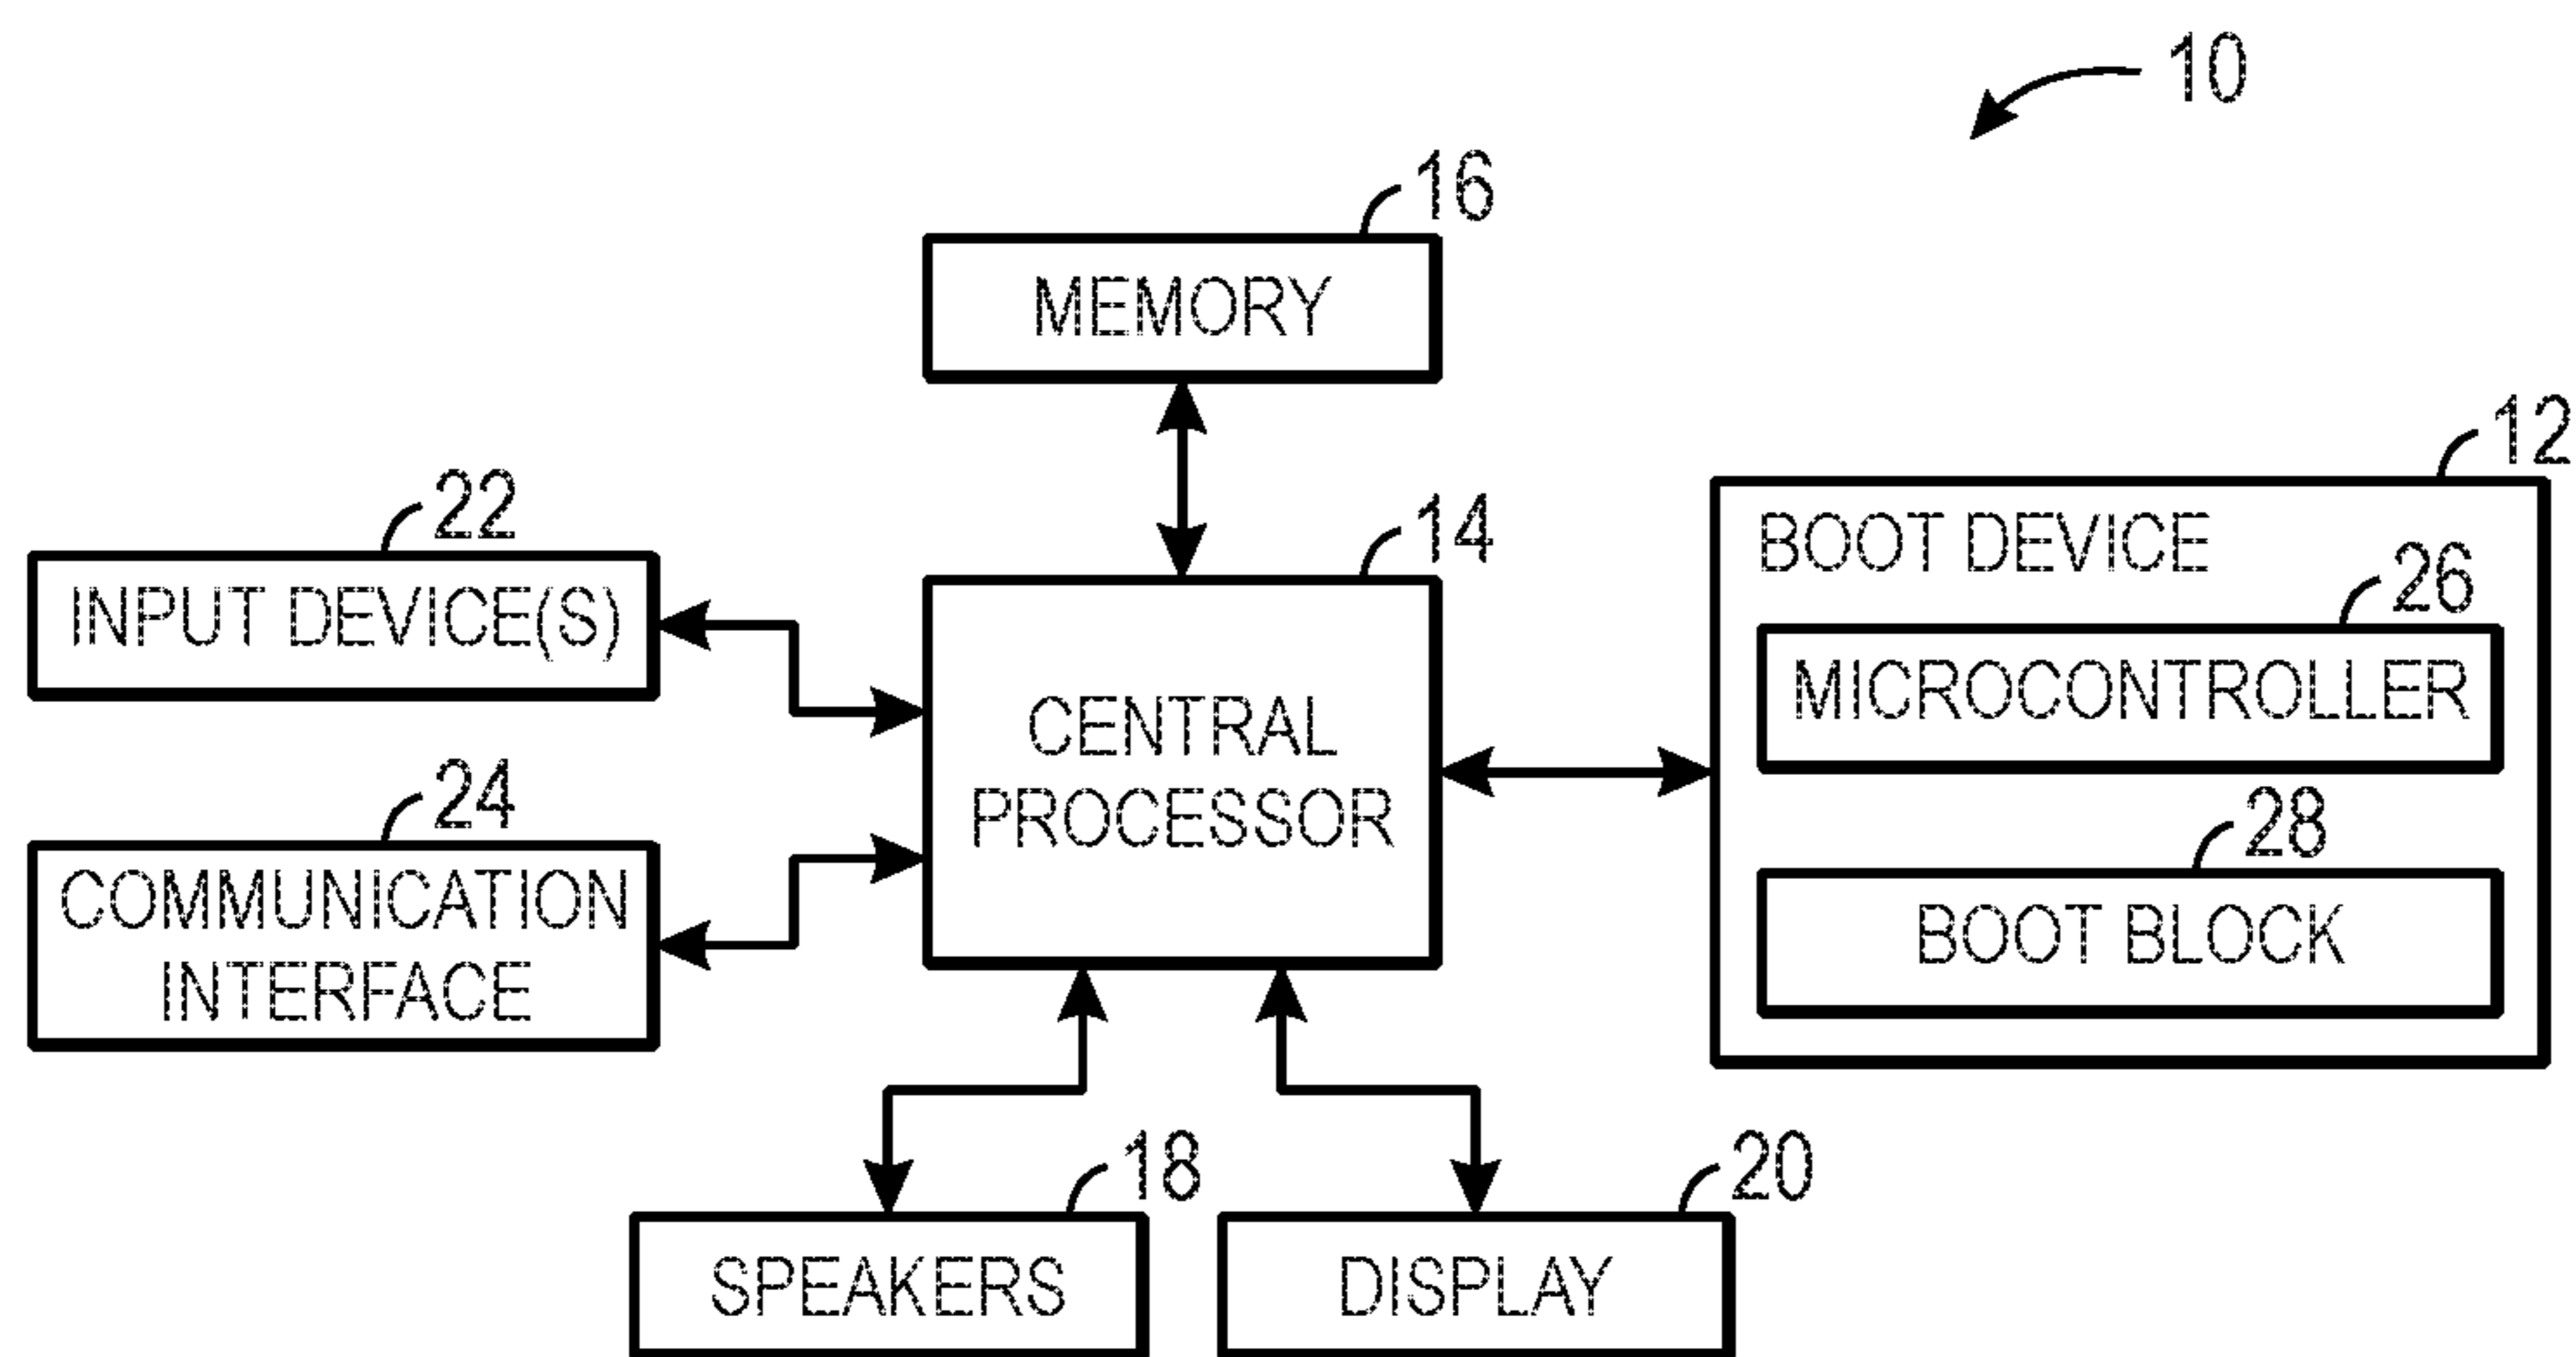 10
16
MEMORY
12
22
14
BOOT DEVICE
26
INPUT DEVICE(S)
MICROCONTROLLER
CENTRAL
PROCESSOR
24
28
COMMUNICATION
INTERFACE
BOOT BLOCK
18
20
SPEAKERS
DISPLAY